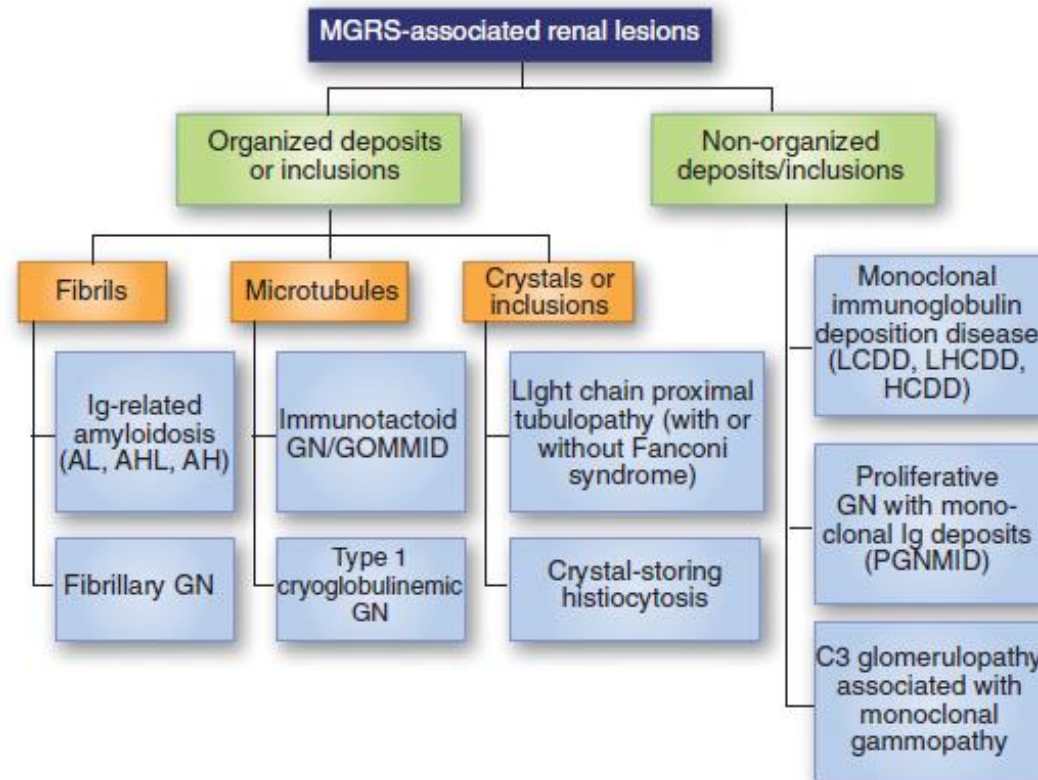 MGRS-associated renal lesions
Organized deposits
or inclusions
Non-organized
deposits/inclusions
Fibrils
Microtubules
Crystals or
inclusions
Ig-related
amyloidosis
(AL, AHL, AH)
Fibrillary GN
Immunotactoid
GN/GOMMID
Type 1
cryoglobulinemic
GN
LIght chain proximal
tubulopathy (with or
without Fanconi
syndrome)
Crystal-storing
histiocytosis
Monoclonal
immunoglobulin
deposition disease
(LCDD, LHCDD,
HCDD)
Proliferative
GN with mono-
clonal Ig deposits
(PGNMID)
C3 glomerulopathy
associated with
monoclonal
gammopathy